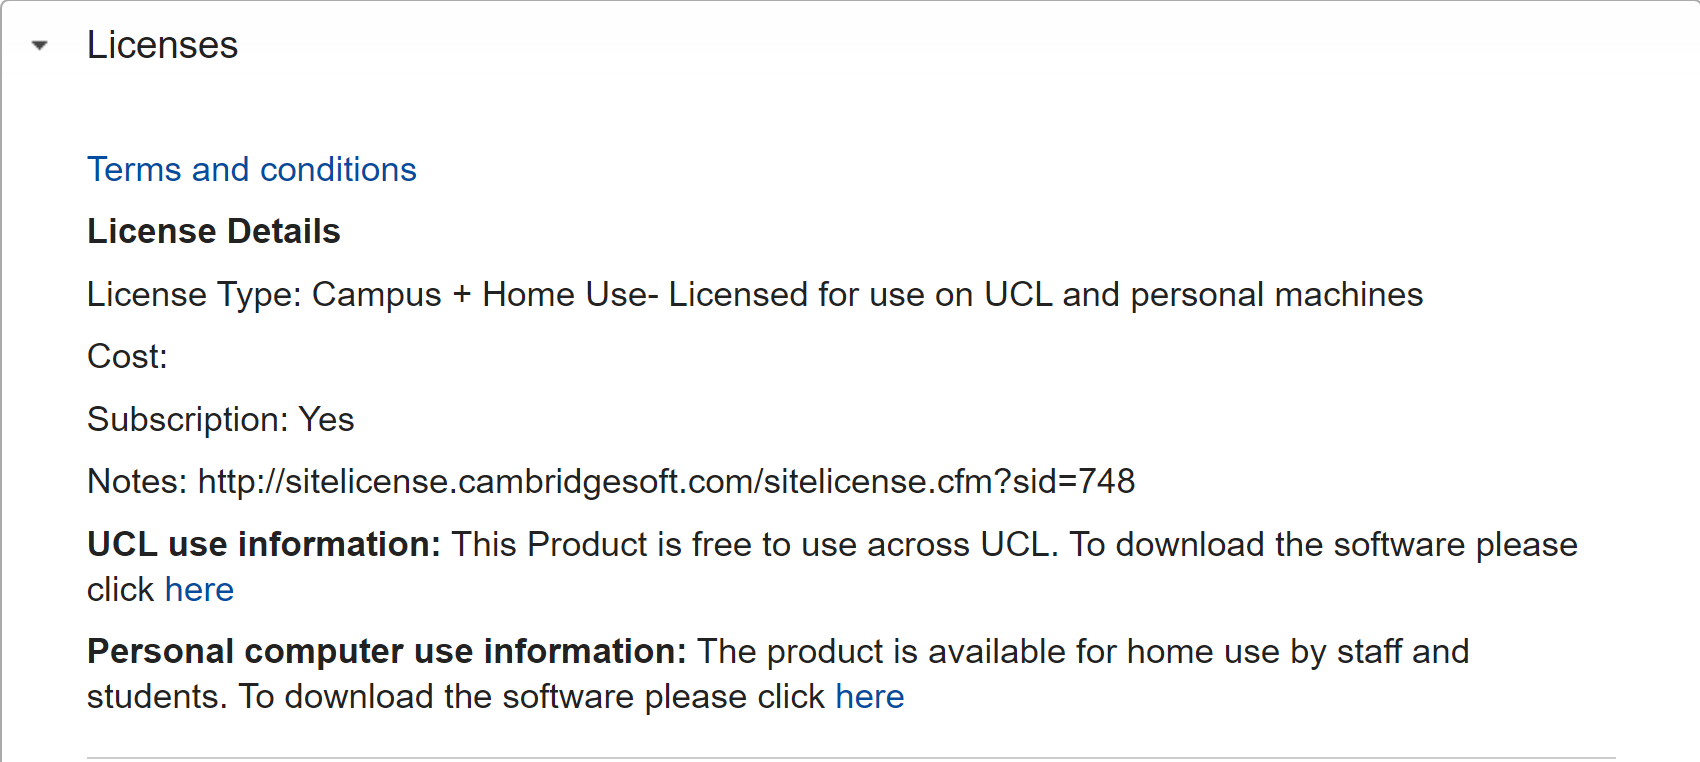 Licenses
Terms and conditions
License Details
License Type: Campus + Home Use- Licensed for use on UCL and personal machines
Cost:
Subscription: Yes
Notes: http://sitelicense.cambridgesoft.com/sitelicense.cfm?sid=748
UCL use information: This Product is free to use across UCL. To download the software please
click here
Personal computer use information: The product is available for home use by staff and
students. To download the software please click here